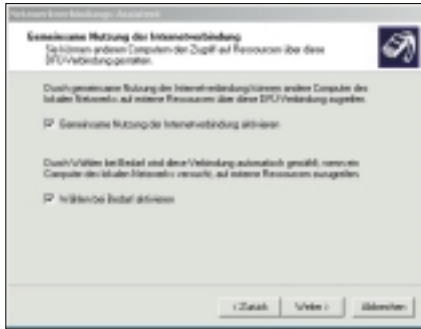 Netzwerkverbindungs-Assistent
Gemeinsame Nutzung der Internetverbindung
Sie können anderen Computern den Zugriff auf Ressourcen über diese
DFÜ-Verbindung gestatten.
Durch gemeinsame Nutzung der Internetverbindung können andere Computer des
lokalen Netzwerks auf externe Ressourcen über diese DFÜ-Verbindung zugreifen.
Gemeinsame Nutzung der Internetverbindung aktivieren
Durch Wählen bei Bedarf wird diese Verbindung automatisch gewählt, wenn ein
Computer des lokalen Netzwerks versucht, auf externe Ressourcen zuzugreifen.
Wählen bei Bedarf aktivieren
< Zurück
Weiter >
Abbrechen